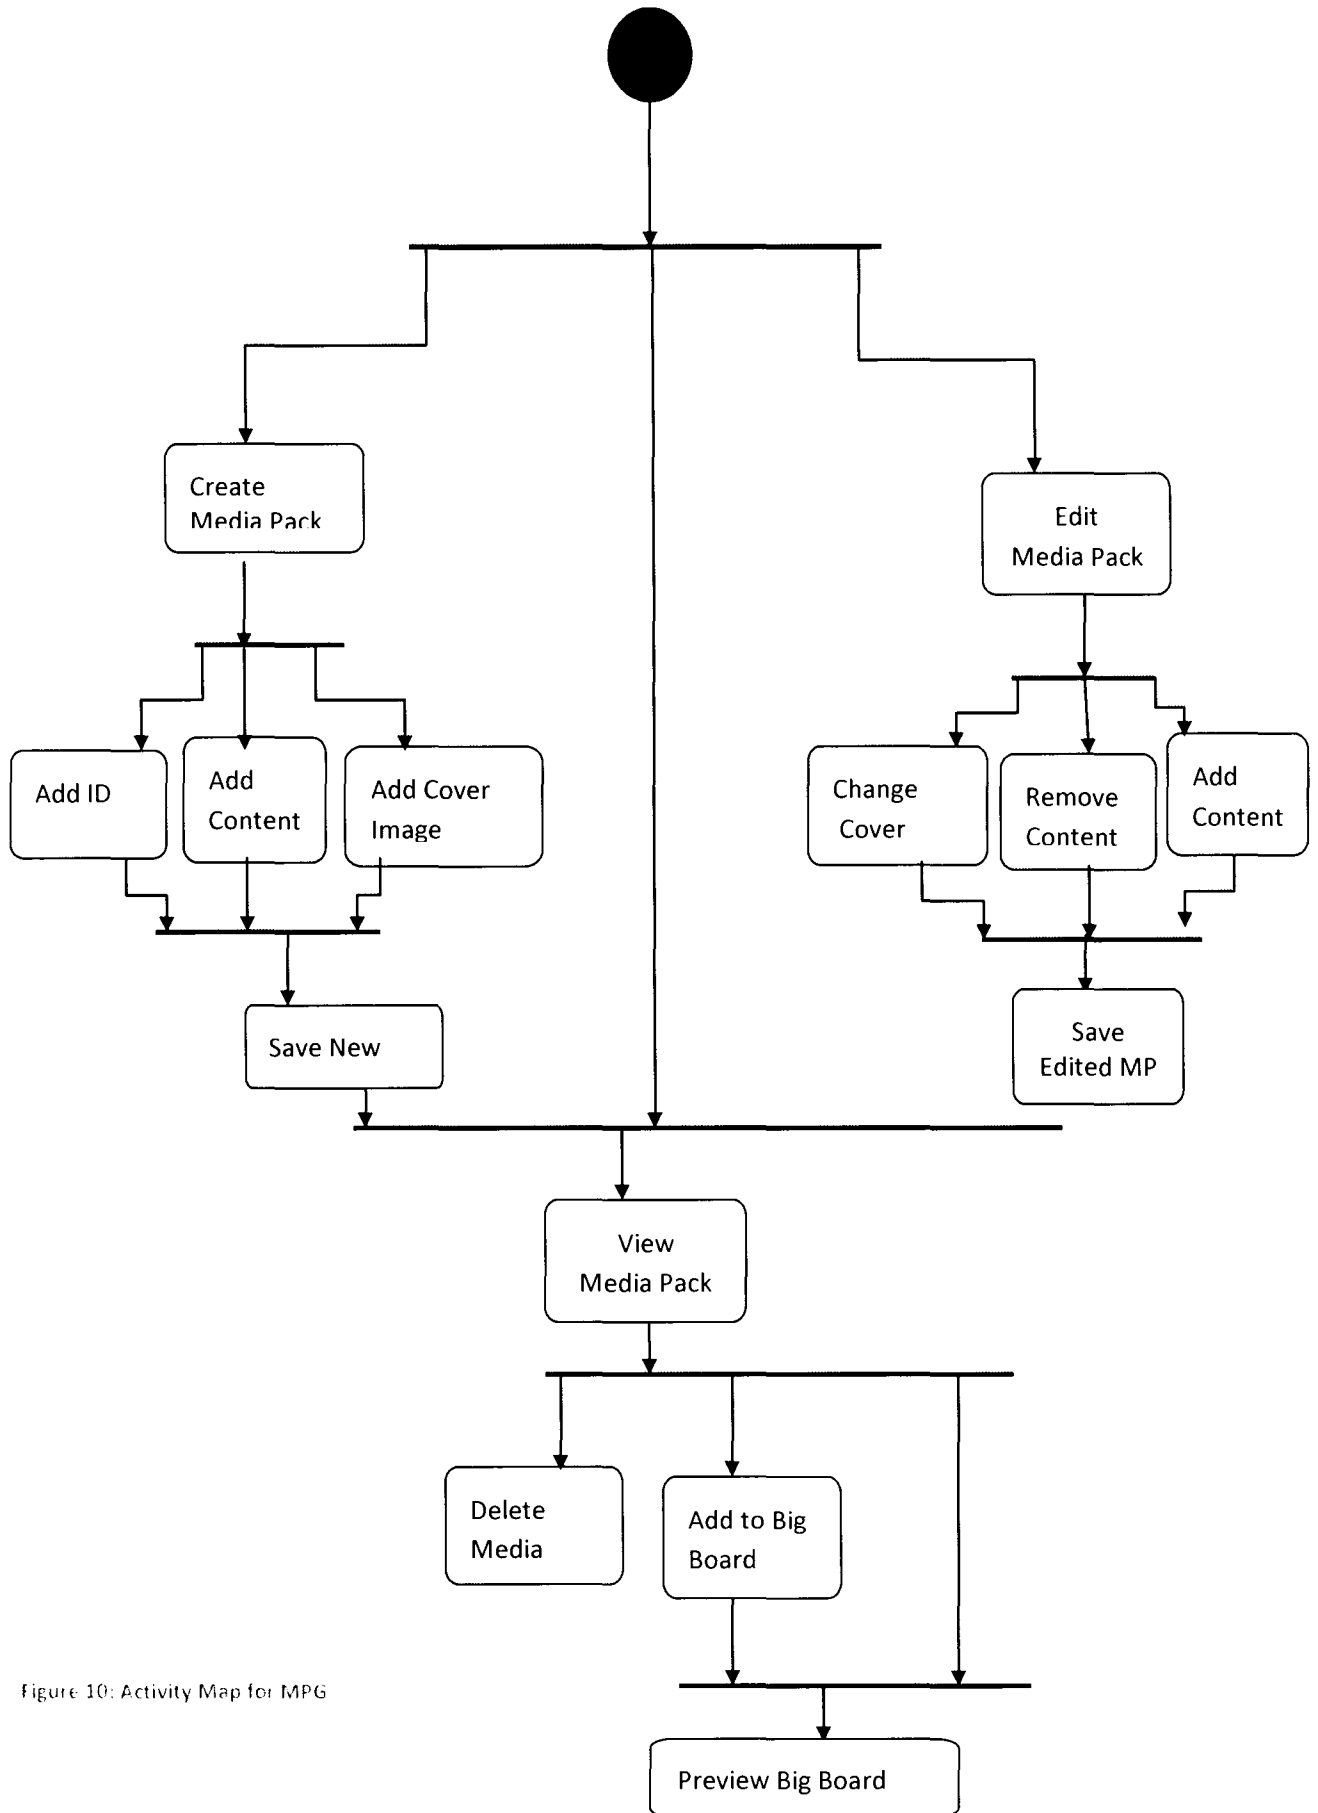 Create
Media Pack
Edit
Media Pack
Add ID
Add
Content
Add Cover
Image
Change
Cover
Remove
Content
Add
Content
Save New
Save
Edited MP
View
Media Pack
Delete
Media
Add to Big
Board
Figure 10: Activity Map for MPG
Preview Big Board